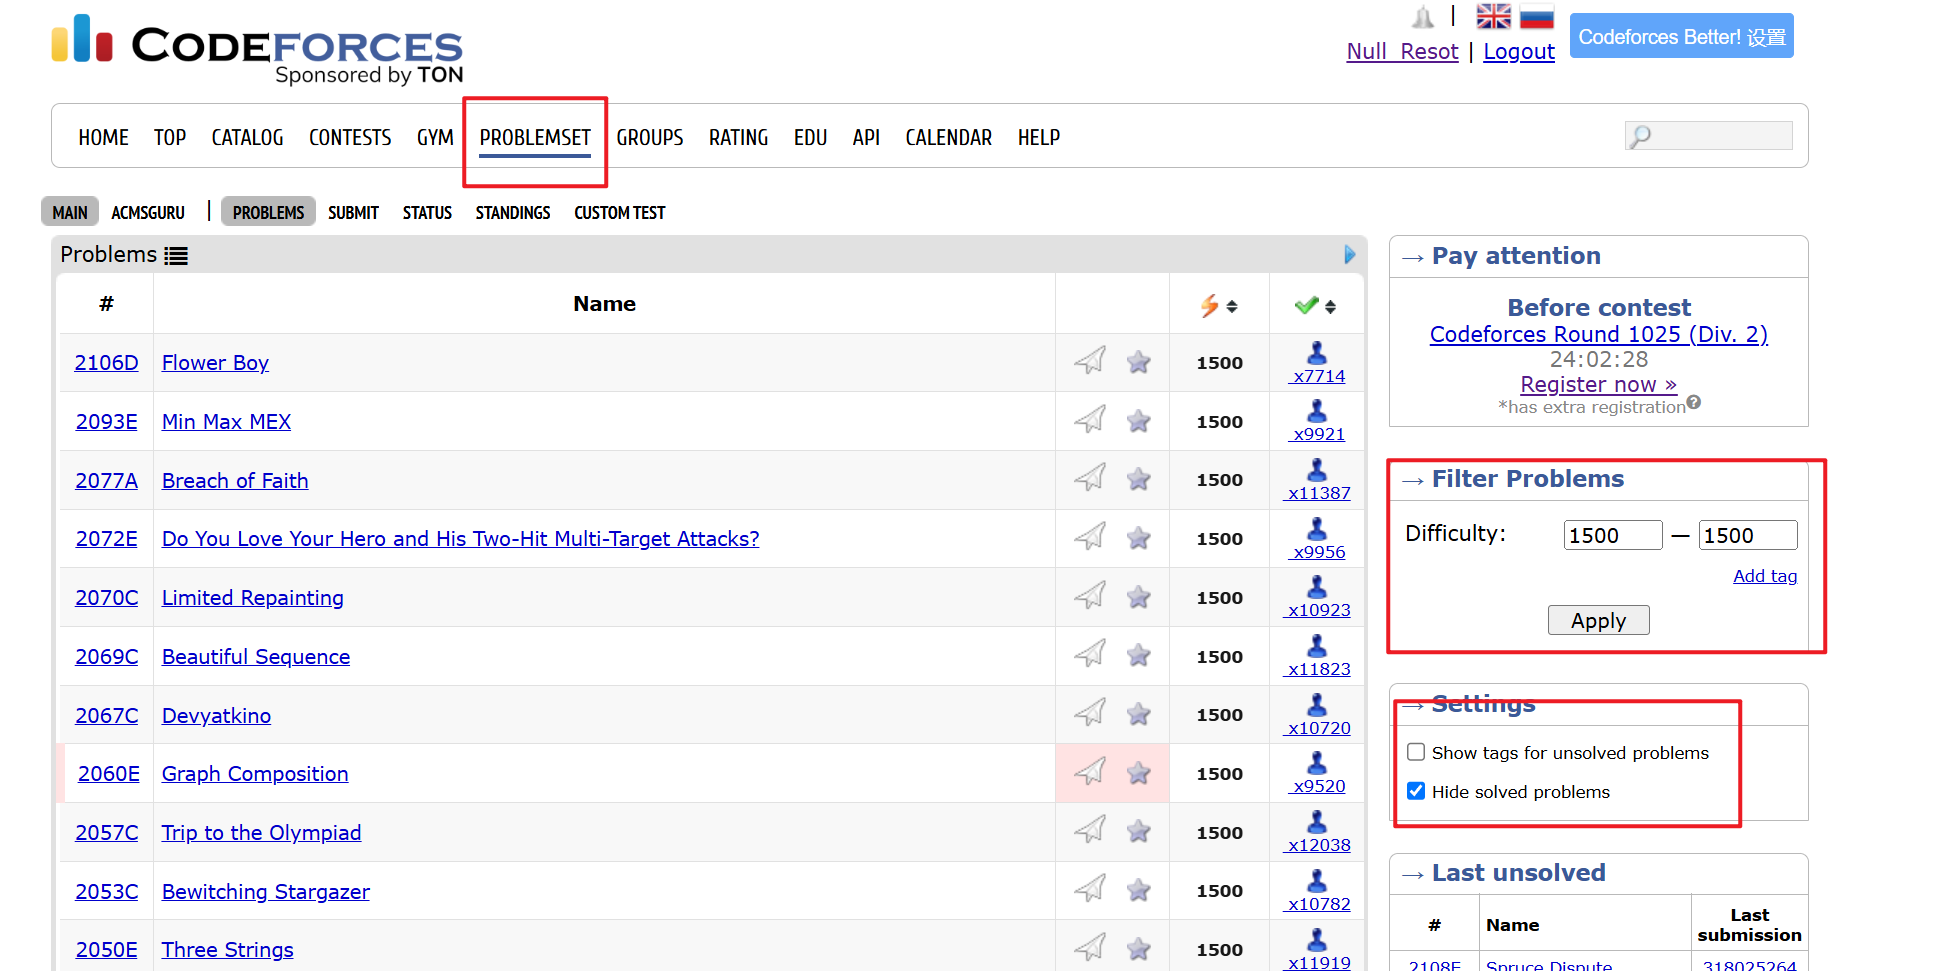 CODEFORCES
Sponsored by TON
|
Null_Resot | Logout
Codeforces Better! 设置
HOME TOP CATALOG CONTESTS GYM PROBLEMSET GROUPS RATING EDU API CALENDAR HELP
MAIN ACMSGURU | PROBLEMS SUBMIT STATUS STANDINGS CUSTOM TEST
Problems
# Name
2106D Flower Boy 1500 x7714
2093E Min Max MEX 1500 x9921
2077A Breach of Faith 1500 x11387
2072E Do You Love Your Hero and His Two-Hit Multi-Target Attacks? 1500 x9956
2070C Limited Repainting 1500 x10923
2069C Beautiful Sequence 1500 x11823
2067C Devyatkino 1500 x10720
2060E Graph Composition 1500 x9520
2057C Trip to the Olympiad 1500 x12038
2053C Bewitching Stargazer 1500 x10782
2050E Three Strings 1500 x11919
→ Pay attention
Before contest
Codeforces Round 1025 (Div. 2)
24:02:28
Register now »
*has extra registration?
→ Filter Problems
Difficulty: 1500 — 1500
Add tag
Apply
→ Settings
Show tags for unsolved problems
Hide solved problems
→ Last unsolved
# Name Last submission
Spruce Dispute 318025264